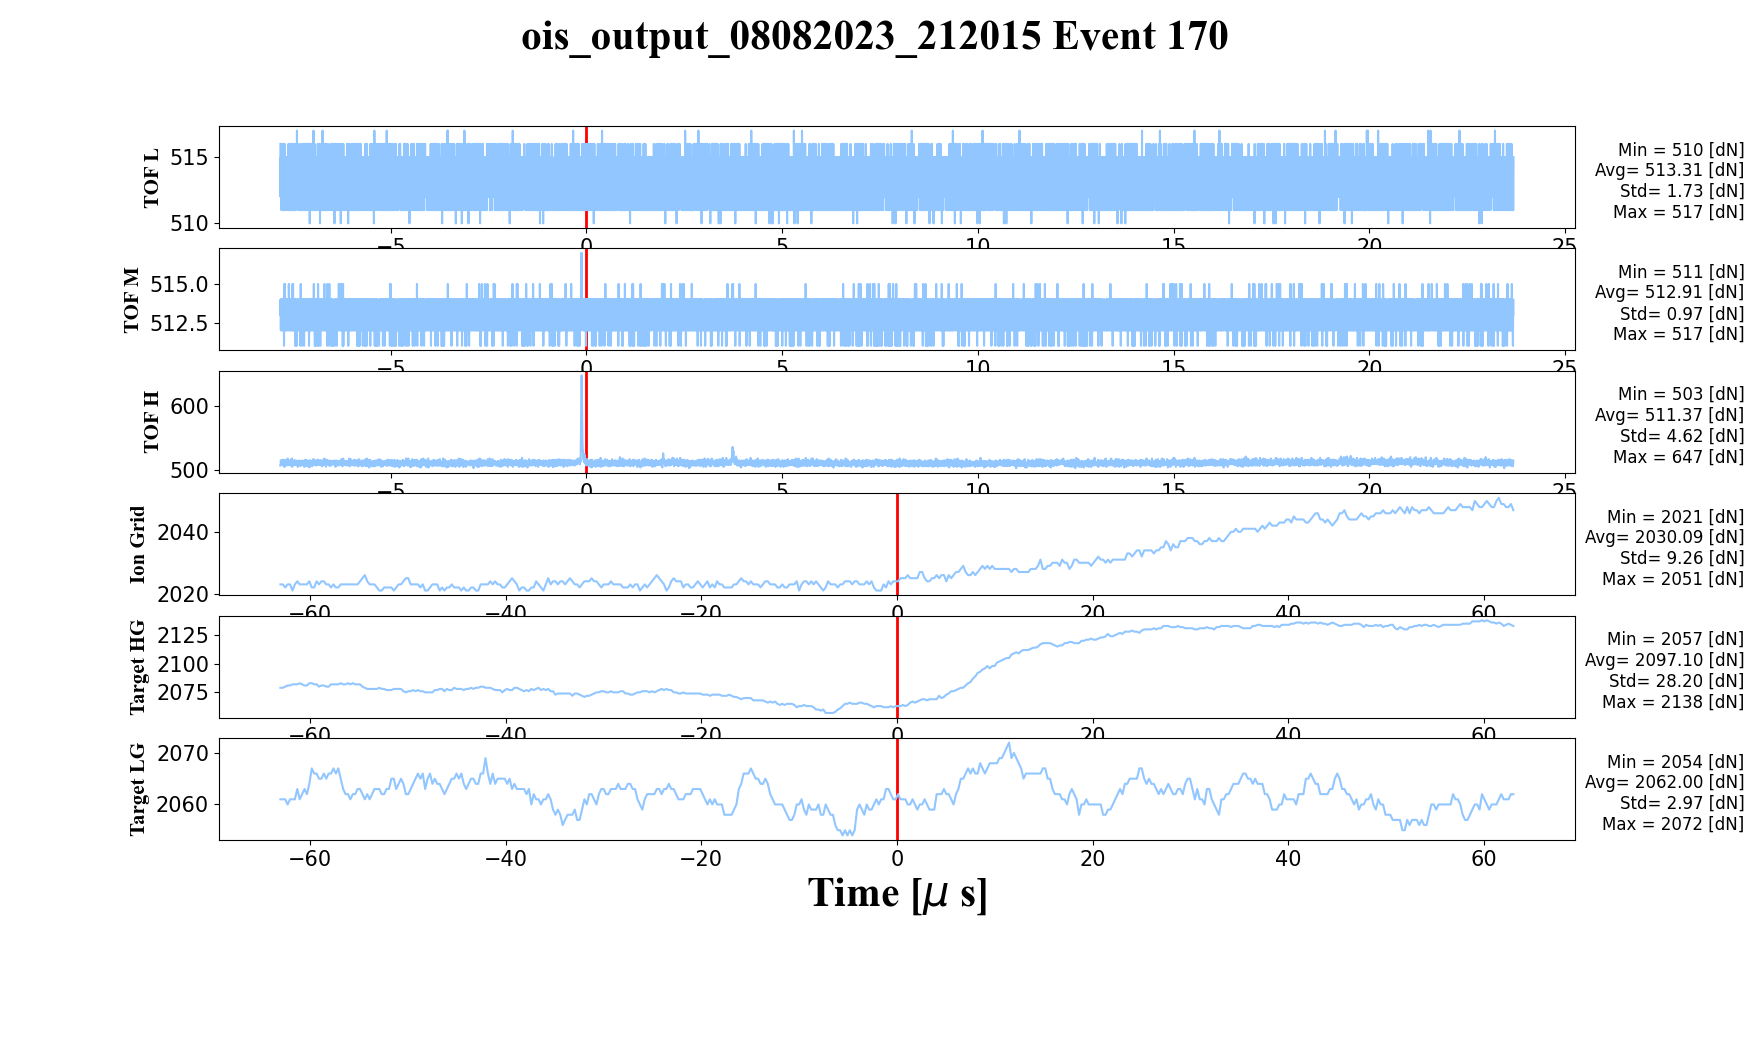 ois_output_08082023_212015 Event 170
TOF L
515
510
−5 0 5 10 15 20 25
Min = 510 [dN]
Avg= 513.31 [dN]
Std= 1.73 [dN]
Max = 517 [dN]
TOF M
515.0
512.5
−5 0 5 10 15 20 25
Min = 511 [dN]
Avg= 512.91 [dN]
Std= 0.97 [dN]
Max = 517 [dN]
TOF H
600
500
−5 0 5 10 15 20 25
Min = 503 [dN]
Avg= 511.37 [dN]
Std= 4.62 [dN]
Max = 647 [dN]
Ion Grid
2040
2020
−60 −40 −20 0 20 40 60
Min = 2021 [dN]
Avg= 2030.09 [dN]
Std= 9.26 [dN]
Max = 2051 [dN]
Target HG
2125
2100
2075
−60 −40 −20 0 20 40 60
Min = 2057 [dN]
Avg= 2097.10 [dN]
Std= 28.20 [dN]
Max = 2138 [dN]
Target LG
2070
2060
−60 −40 −20 0 20 40 60
Min = 2054 [dN]
Avg= 2062.00 [dN]
Std= 2.97 [dN]
Max = 2072 [dN]
Time [μ s]